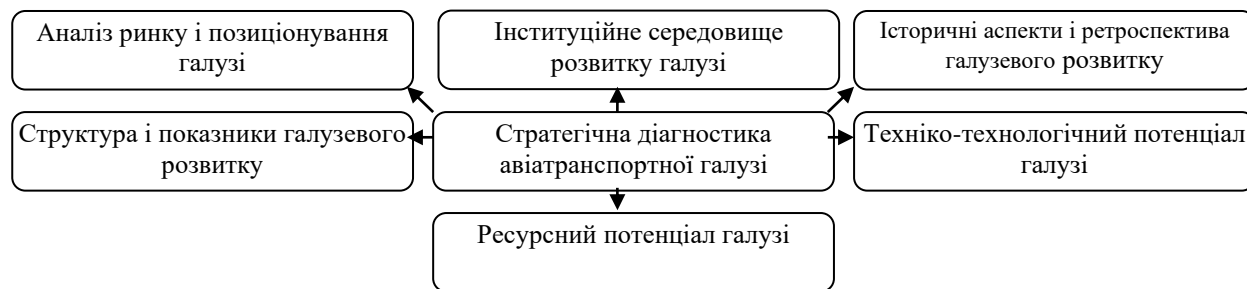 Аналіз ринку і позиціонування
галузі
Інституційне середовище
розвитку галузі
Історичні аспекти і ретроспектива
галузевого розвитку
Структура і показники галузевого
розвитку
Стратегічна діагностика
авіатранспортної галузі
Техніко-технологічний потенціал
галузі
Ресурсний потенціал галузі